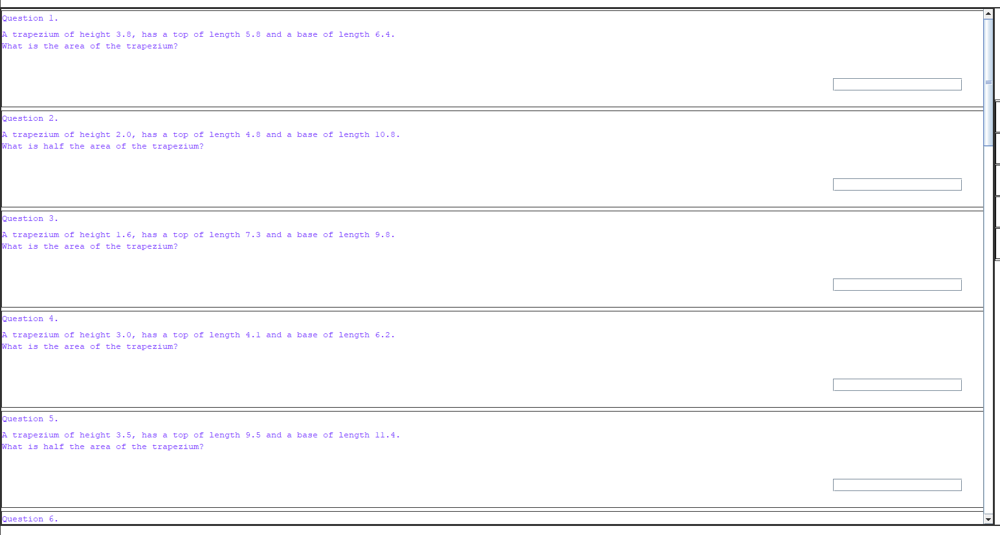 Question 1.
A trapezium of height 3.8, has a top of length 5.8 and a base of length 6.4.
What is the area of the trapezium?
Question 2.
A trapezium of height 2.0, has a top of length 4.8 and a base of length 10.8.
What is half the area of the trapezium?
Question 3.
A trapezium of height 1.6, has a top of length 7.3 and a base of length 9.8.
What is the area of the trapezium?
Question 4.
A trapezium of height 3.0, has a top of length 4.1 and a base of length 6.2.
What is the area of the trapezium?
Question 5.
A trapezium of height 3.5, has a top of length 9.5 and a base of length 11.4.
What is half the area of the trapezium?
Question 6.